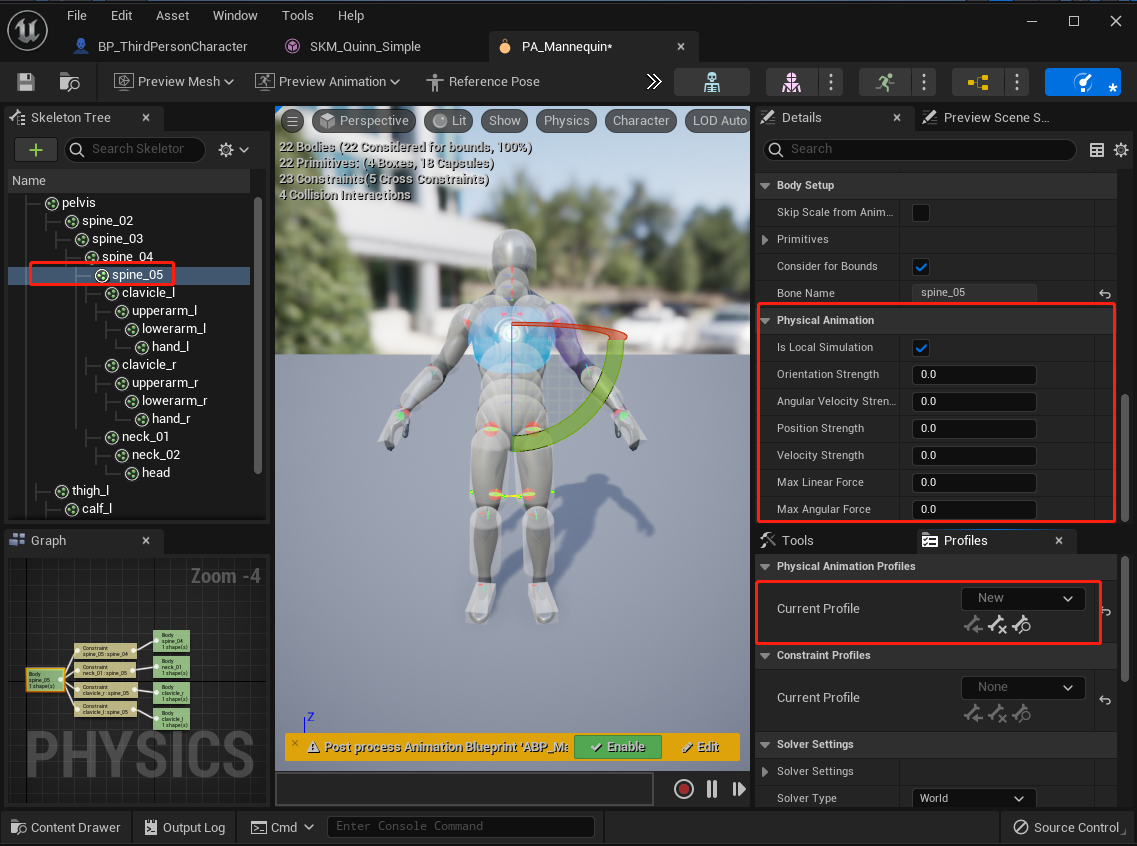 File Edit Asset Window Tools Help
BP_ThirdPersonCharacter SKM_Quinn_Simple PA_Mannequin*
Preview Mesh Preview Animation Reference Pose
Skeleton Tree
Search Skeletor
Name
pelvis
spine_02
spine_03
spine_04
spine_05
clavicle_l
upperarm_l
lowerarm_l
hand_l
clavicle_r
upperarm_r
lowerarm_r
hand_r
neck_01
neck_02
head
thigh_l
calf_l
Graph
Zoom -4
Body
spine_05
1 shape(s)
Constraint
spine_05 : spine_04
Constraint
neck_01 : spine_05
Constraint
clavicle_r : spine_05
Constraint
clavicle_l : spine_05
Body
spine_04
1 shape(s)
Body
neck_01
1 shape(s)
Body
clavicle_r
1 shape(s)
Body
clavicle_l
1 shape(s)
PHYSICS
Perspective Lit Show Physics Character LOD Auto
22 Bodies (22 Considered for bounds, 100%)
22 Primitives: (4 Boxes, 18 Capsules)
23 Constraints(5 Cross Constraints)
4 Collision Interactions
Z
Post process Animation Blueprint 'ABP_Ma Enable Edit
Details Preview Scene S...
Search
Body Setup
Skip Scale from Anim...
Primitives
Consider for Bounds
Bone Name spine_05
Physical Animation
Is Local Simulation
Orientation Strength 0.0
Angular Velocity Stren... 0.0
Position Strength 0.0
Velocity Strength 0.0
Max Linear Force 0.0
Max Angular Force 0.0
Tools Profiles
Physical Animation Profiles
Current Profile New
Constraint Profiles
Current Profile None
Solver Settings
Solver Settings
Solver Type World
Content Drawer Output Log Cmd Enter Console Command Source Control